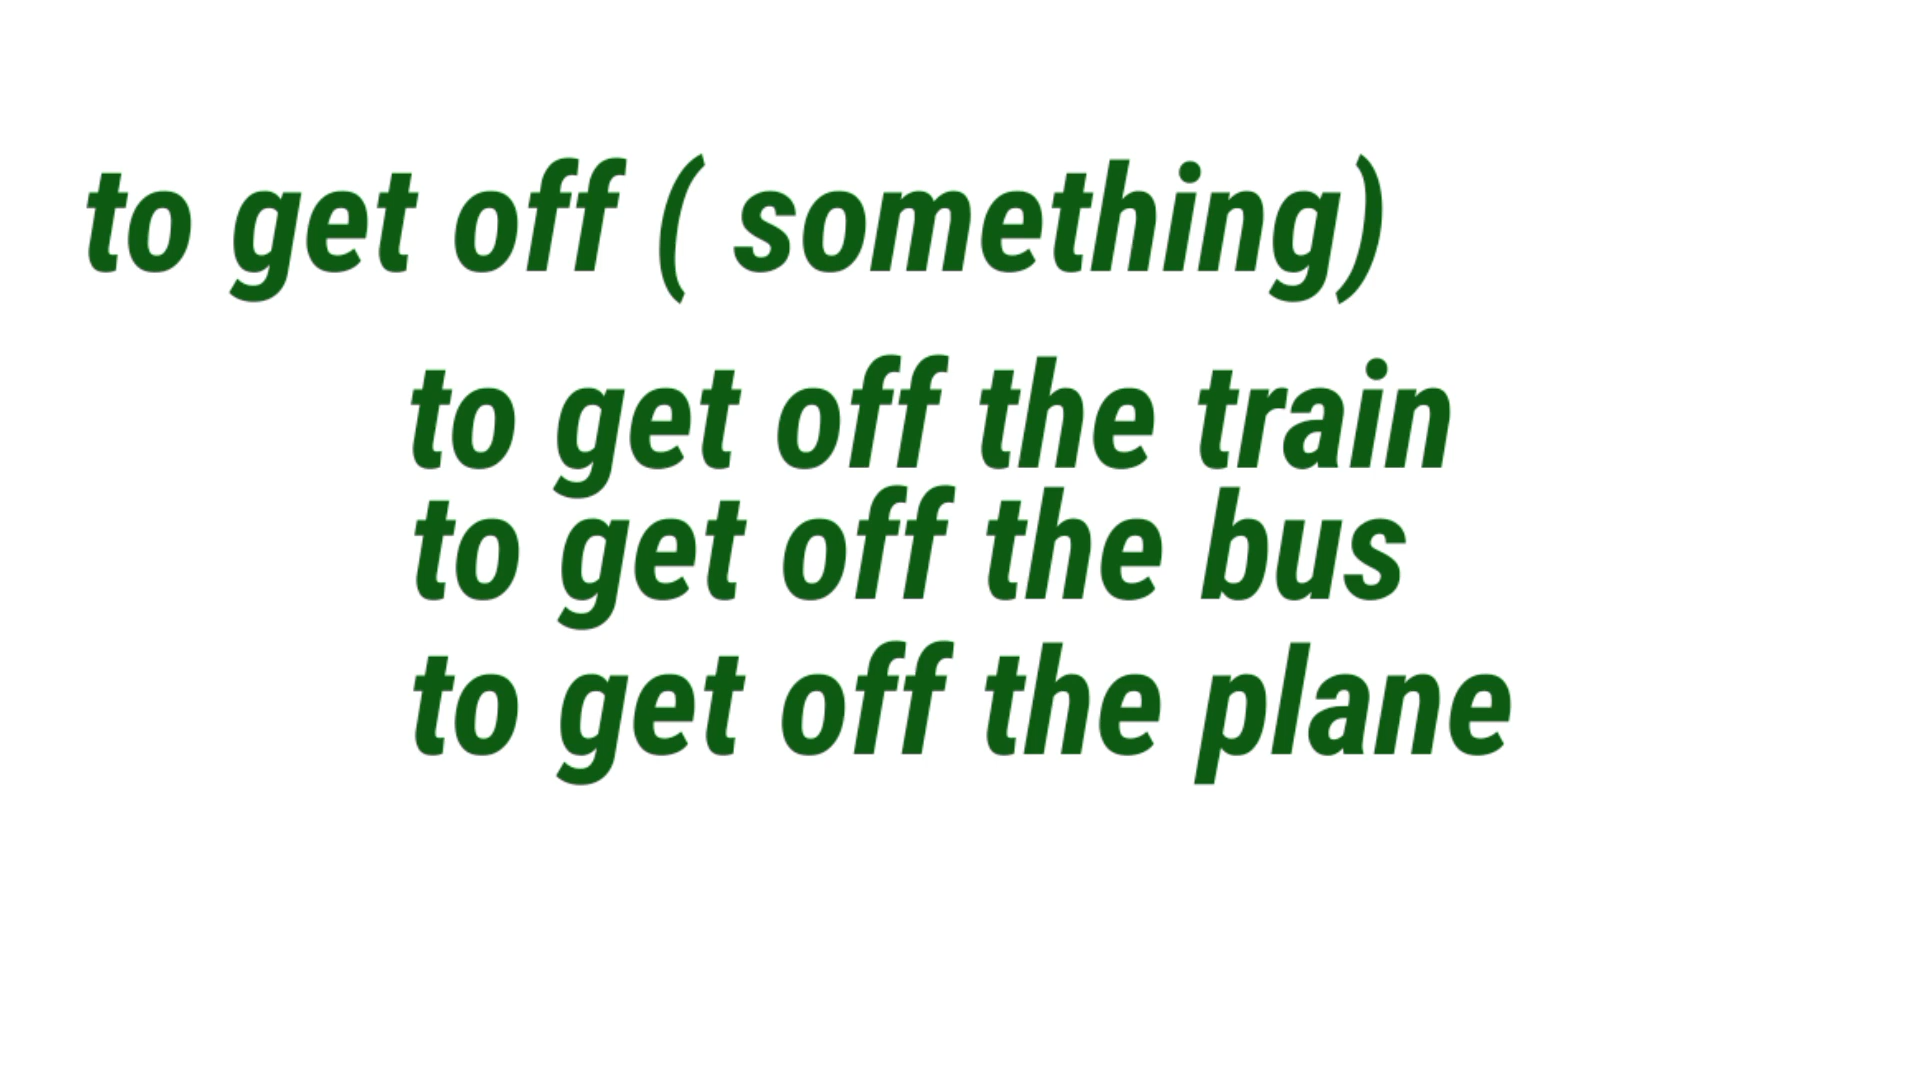 to get off ( something)
to get off the train
to get off the bus
to get off the plane